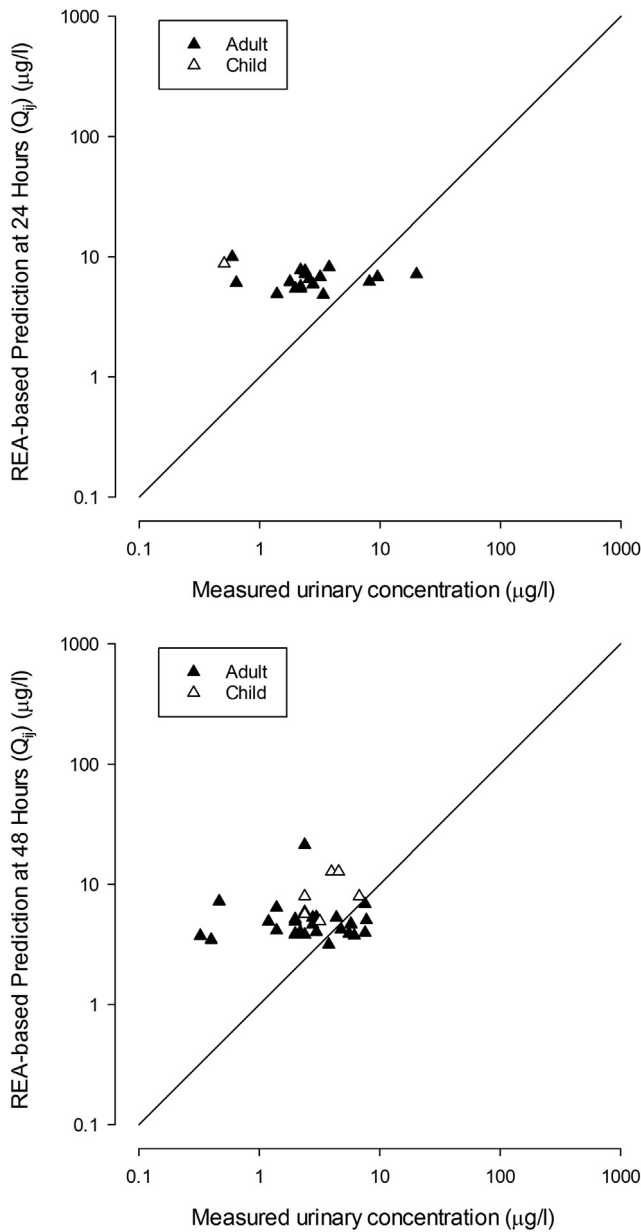 REA-based Prediction at 24 Hours (Qij) (μg/l)
1000
100
10
1
0.1
Adult
Child
0.1 1 10 100 1000
Measured urinary concentration (μg/l)
REA-based Prediction at 48 Hours (Qij) (μg/l)
1000
100
10
1
0.1
Adult
Child
0.1 1 10 100 1000
Measured urinary concentration (μg/l)